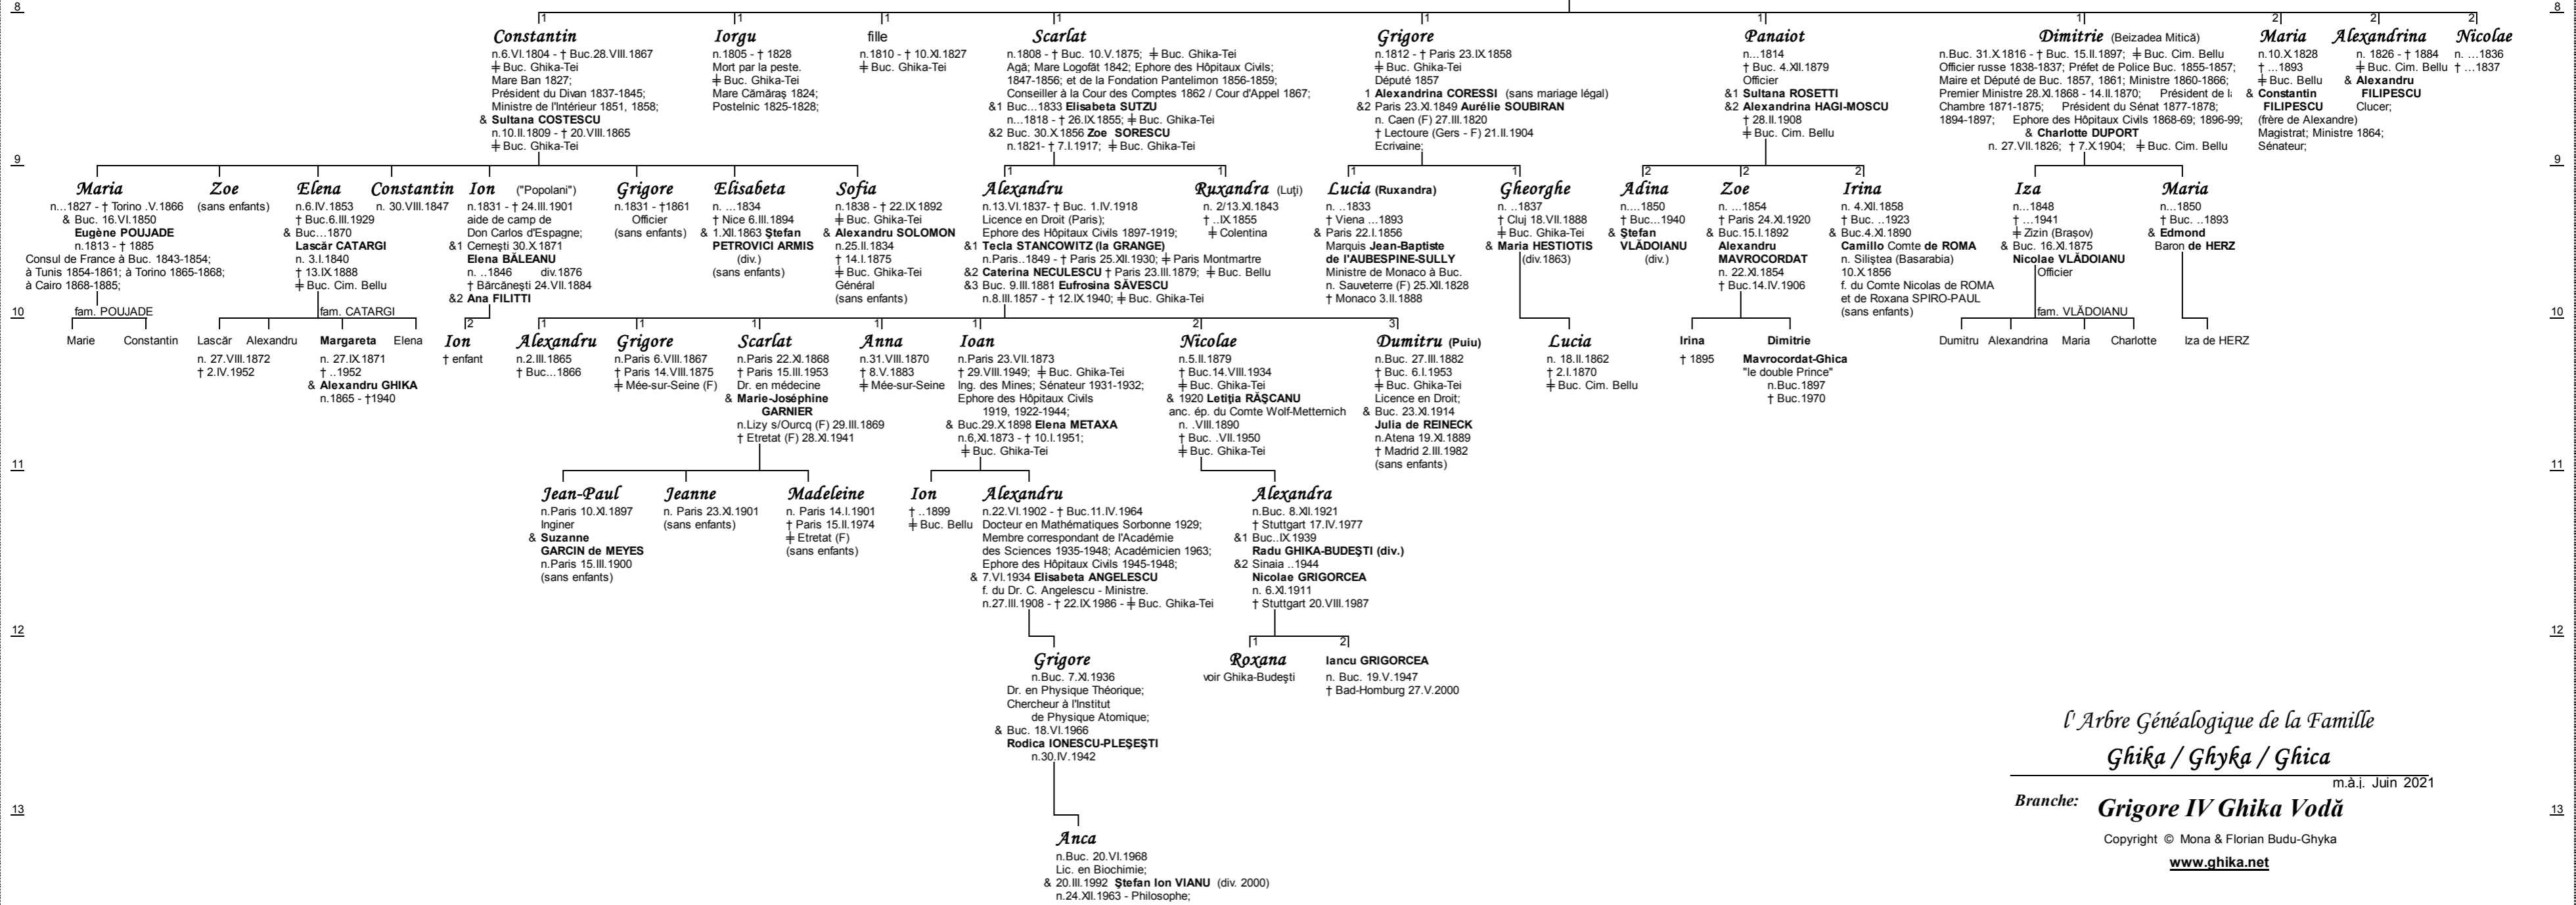 8
8
1
1
1
1
1
1
1
2
2
2
Constantin
n.6.VI.1804 - † Buc.28.VIII.1867
ǂ Buc. Ghika-Tei
Mare Ban 1827;
Président du Divan 1837-1845;
Ministre de l'Intérieur 1851, 1858;
& Sultana COSTESCU
n.10.II.1809 - † 20.VIII.1865
ǂ Buc. Ghika-Tei
Iorgu
n.1805 - † 1828
Mort par la peste.
ǂ Buc. Ghika-Tei
Mare Cămăraş 1824;
Postelnic 1825-1828;
fille
n.1810 - † 10.XI.1827
ǂ Buc. Ghika-Tei
Scarlat
n.1808 - † Buc. 10.V.1875; ǂ Buc. Ghika-Tei
Agă; Mare Logofăt 1842; Ephore des Hôpitaux Civils;
1847-1856; et de la Fondation Pantelimon 1856-1859;
Conseiller à la Cour des Comptes 1862 / Cour d'Appel 1867;
&1 Buc...1833 Elisabeta SUTZU
n...1818 - † 26.IX.1855; ǂ Buc. Ghika-Tei
&2 Buc. 30.X.1856 Zoe SORESCU
n.1821- † 7.I.1917; ǂ Buc. Ghika-Tei
Grigore
n.1812 - † Paris 23.IX.1858
ǂ Buc. Ghika-Tei
Député 1857
1 Alexandrina CORESSI (sans mariage légal)
&2 Paris 23.XI.1849 Aurélie SOUBIRAN
n. Caen (F) 27.III.1820
† Lectoure (Gers - F) 21.II.1904
Ecrivaine;
Panaiot
n...1814
† Buc. 4.XII.1879
Officier
&1 Sultana ROSETTI
&2 Alexandrina HAGI-MOSCU
† 28.II.1908
ǂ Buc. Cim. Bellu
Dimitrie (Beizadea Mitică)
n.Buc. 31.X.1816 - † Buc. 15.II.1897; ǂ Buc. Cim. Bellu
Officier russe 1838-1837; Préfet de Police Buc. 1855-1857;
Maire et Député de Buc. 1857, 1861; Ministre 1860-1866;
Premier Ministre 28.XI.1868 - 14.II.1870; Président de la
Chambre 1871-1875; Président du Sénat 1877-1878;
1894-1897; Ephore des Hôpitaux Civils 1868-69; 1896-99;
& Charlotte DUPORT
n. 27.VII.1826; † 7.X.1904; ǂ Buc. Cim. Bellu
Maria
n.10.X.1828
† ...1893
ǂ Buc. Bellu
& Constantin
FILIPESCU
(frère de Alexandre)
Magistrat; Ministre 1864;
Sénateur;
Alexandrina
n. 1826 - † 1884
ǂ Buc. Cim. Bellu
& Alexandru
FILIPESCU
Clucer;
Nicolae
n. ...1836
† ...1837
9
9
1
1
1
1
2
2
2
Maria
n...1827 - † Torino .V.1866
& Buc. 16.VI.1850
Eugène POUJADE
n.1813 - † 1885
Consul de France à Buc. 1843-1854;
à Tunis 1854-1861; à Torino 1865-1868;
à Cairo 1868-1885;
fam. POUJADE
Zoe
(sans enfants)
Elena
n.6.IV.1853
† Buc.6.III.1929
& Buc...1870
Lascăr CATARGI
n. 3.I.1840
† 13.IX.1888
ǂ Buc. Cim. Bellu
fam. CATARGI
Constantin
n. 30.VIII.1847
Ion ("Popolani")
n.1831 - † 24.III.1901
aide de camp de
Don Carlos d'Espagne;
&1 Cerneşti 30.X.1871
Elena BĂLEANU
n. ..1846 div.1876
† Bărcăneşti 24.VII.1884
&2 Ana FILITTI
Grigore
n.1831 - †1861
Officier
(sans enfants)
Elisabeta
n. ...1834
† Nice 6.III.1894
& 1.XII.1863 Ştefan
PETROVICI ARMIS
(div.)
(sans enfants)
Sofia
n.1838 - † 22.IX.1892
ǂ Buc. Ghika-Tei
& Alexandru SOLOMON
n.25.II.1834
† 14.I.1875
ǂ Buc. Ghika-Tei
Général
(sans enfants)
Alexandru
n.13.VI.1837- † Buc. 1.IV.1918
Licence en Droit (Paris);
Ephore des Hôpitaux Civils 1897-1919;
&1 Tecla STANCOWITZ (la GRANGE)
n.Paris..1849 - † Paris 25.XII.1930; ǂ Paris Montmartre
&2 Caterina NECULESCU † Paris 23.III.1879; ǂ Buc. Bellu
&3 Buc. 9.III.1881 Eufrosina SĂVESCU
n.8.III.1857 - † 12.IX.1940; ǂ Buc. Ghika-Tei
Ruxandra (Luţi)
n. 2/13.XI.1843
† ..IX.1855
ǂ Colentina
Lucia (Ruxandra)
n. ..1833
† Viena ...1893
& Paris 22.I.1856
Marquis Jean-Baptiste
de l'AUBESPINE-SULLY
Ministre de Monaco à Buc.
n. Sauveterre (F) 25.XII.1828
† Monaco 3.II.1888
Gheorghe
n. ..1837
† Cluj 18.VII.1888
ǂ Buc. Ghika-Tei
& Maria HESTIOTIS
(div.1863)
Adina
n....1850
† Buc...1940
& Ştefan
VLĂDOIANU
(div.)
Zoe
n. ...1854
† Paris 24.XI.1920
& Buc.15.I.1892
Alexandru
MAVROCORDAT
n. 22.XI.1854
† Buc.14.IV.1906
Irina
n. 4.XII.1858
† Buc. ..1923
& Buc.4.XI.1890
Camillo Comte de ROMA
n. Siliştea (Basarabia)
10.X.1856
f. du Comte Nicolas de ROMA
et de Roxana SPIRO-PAUL
(sans enfants)
Iza
n...1848
† ...1941
ǂ Zizin (Braşov)
& Buc. 16.XI.1875
Nicolae VLĂDOIANU
Officier
fam. VLĂDOIANU
Maria
n...1850
† Buc. ..1893
& Edmond
Baron de HERZ
10
10
2
1
1
1
1
1
2
3
Marie
Constantin
Lascăr
n. 27.VIII.1872
† 2.IV.1952
Alexandru
Margareta
n. 27.IX.1871
† ..1952
& Alexandru GHIKA
n.1865 - †1940
Elena
Ion
† enfant
Alexandru
n.2.III.1865
† Buc...1866
Grigore
n.Paris 6.VIII.1867
† Paris 14.VIII.1875
ǂ Mée-sur-Seine (F)
Scarlat
n.Paris 22.XI.1868
† Paris 15.III.1953
Dr. en médecine
& Marie-Joséphine
GARNIER
n.Lizy s/Ourcq (F) 29.III.1869
† Etretat (F) 28.XI.1941
Anna
n.31.VIII.1870
† 8.V.1883
ǂ Mée-sur-Seine
Ioan
n.Paris 23.VII.1873
† 29.VIII.1949; ǂ Buc. Ghika-Tei
Ing. des Mines; Sénateur 1931-1932;
Ephore des Hôpitaux Civils
1919, 1922-1944;
& Buc.29.X.1898 Elena METAXA
n.6,XI.1873 - † 10.I.1951;
ǂ Buc. Ghika-Tei
Nicolae
n.5.II.1879
† Buc.14.VIII.1934
ǂ Buc. Ghika-Tei
& 1920 Letiţia RĂŞCANU
anc. ép. du Comte Wolf-Metternich
n. .VIII.1890
† Buc. .VII.1950
ǂ Buc. Ghika-Tei
Dumitru (Puiu)
n.Buc. 27.III.1882
† Buc. 6.I.1953
ǂ Buc. Ghika-Tei
Licence en Droit;
& Buc. 23.XI.1914
Julia de REINECK
n.Atena 19.XI.1889
† Madrid 2.III.1982
(sans enfants)
Lucia
n. 18.II.1862
† 2.I.1870
ǂ Buc. Cim. Bellu
Irina
† 1895
Dimitrie
Mavrocordat-Ghica
"le double Prince"
n.Buc.1897
† Buc.1970
Dumitru
Alexandrina
Maria
Charlotte
Iza de HERZ
11
11
Jean-Paul
n.Paris 10.XI.1897
Inginer
& Suzanne
GARCIN de MEYES
n.Paris 15.III.1900
(sans enfants)
Jeanne
n. Paris 23.XI.1901
(sans enfants)
Madeleine
n. Paris 14.I.1901
† Paris 15.II.1974
ǂ Etretat (F)
(sans enfants)
Ion
† ..1899
ǂ Buc. Bellu
Alexandru
n.22.VI.1902 - † Buc.11.IV.1964
Docteur en Mathématiques Sorbonne 1929;
Membre correspondant de l'Académie
des Sciences 1935-1948; Académicien 1963;
Ephore des Hôpitaux Civils 1945-1948;
& 7.VI.1934 Elisabeta ANGELESCU
f. du Dr. C. Angelescu - Ministre.
n.27.III.1908 - † 22.IX.1986 - ǂ Buc. Ghika-Tei
Alexandra
n.Buc. 8.XII.1921
† Stuttgart 17.IV.1977
&1 Buc..IX.1939
Radu GHIKA-BUDEŞTI (div.)
&2 Sinaia ..1944
Nicolae GRIGORCEA
n. 6.XI.1911
† Stuttgart 20.VIII.1987
12
12
1
2
Grigore
n.Buc. 7.XI.1936
Dr. en Physique Théorique;
Chercheur à l'Institut
de Physique Atomique;
& Buc. 18.VI.1966
Rodica IONESCU-PLEŞEŞTI
n.30.IV.1942
Roxana
voir Ghika-Budeşti
Iancu GRIGORCEA
n. Buc. 19.V.1947
† Bad-Homburg 27.V.2000
13
13
Anca
n.Buc. 20.VI.1968
Lic. en Biochimie;
& 20.III.1992 Ştefan Ion VIANU (div. 2000)
n.24.XII.1963 - Philosophe;
l' Arbre Généalogique de la Famille
Ghika / Ghyka / Ghica
m.à.j. Juin 2021
Branche: Grigore IV Ghika Vodă
Copyright © Mona & Florian Budu-Ghyka
www.ghika.net